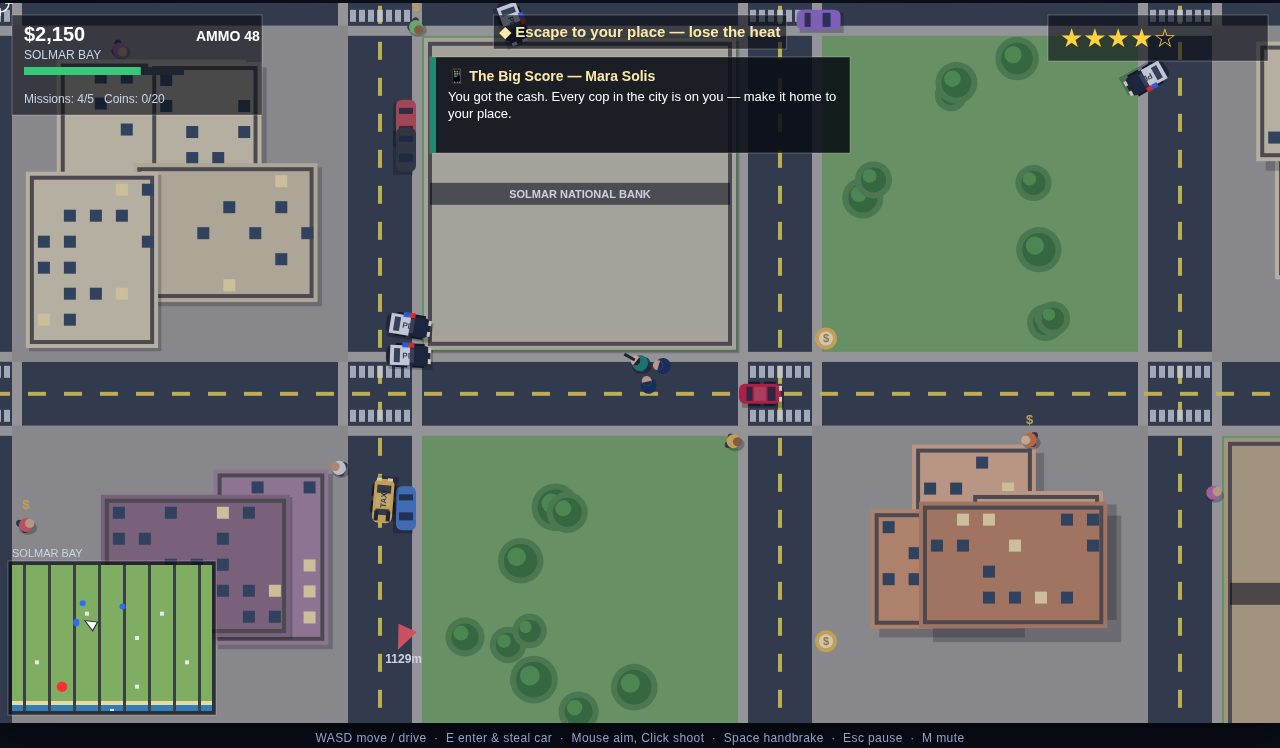 $2,150
AMMO 48
SOLMAR BAY
Missions: 4/5 Coins: 0/20
◆ Escape to your place — lose the heat
★★★★☆
📱 The Big Score — Mara Solis
You got the cash. Every cop in the city is on you — make it home to
your place.
SOLMAR NATIONAL BANK
$
$
$
TAXI
$
SOLMAR BAY
$
1129m
WASD move / drive · E enter & steal car · Mouse aim, Click shoot · Space handbrake · Esc pause · M mute